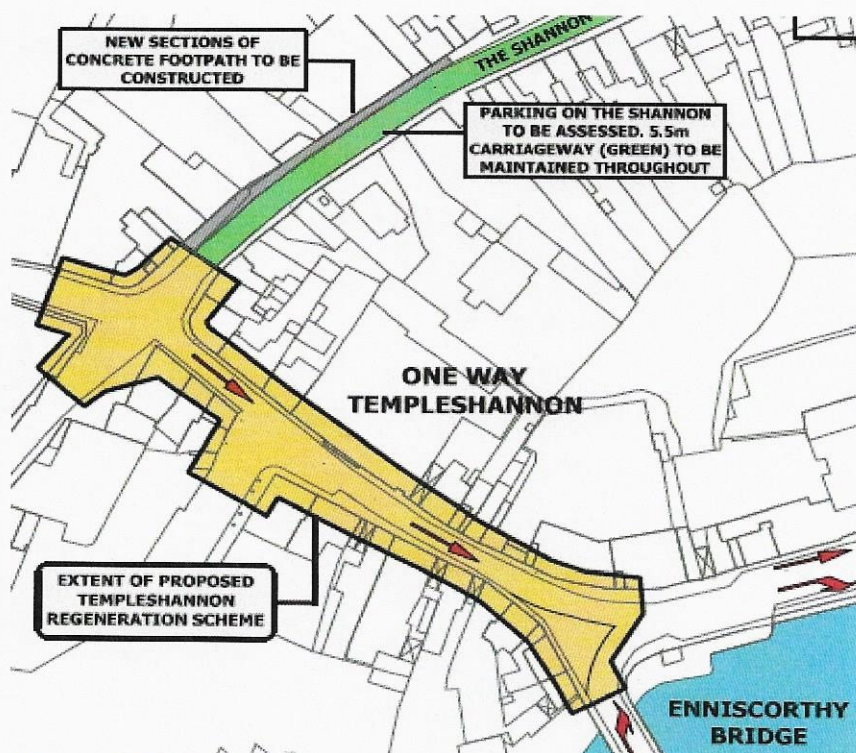 NEW SECTIONS OF
CONCRETE FOOTPATH TO BE
CONSTRUCTED
THE SHANNON
PARKING ON THE SHANNON
TO BE ASSESSED. 5.5m
CARRIAGEWAY (GREEN) TO BE
MAINTAINED THROUGHOUT
ONE WAY
TEMPLESHANNON
EXTENT OF PROPOSED
TEMPLESHANNON
REGENERATION SCHEME
ENNISCORTHY
BRIDGE